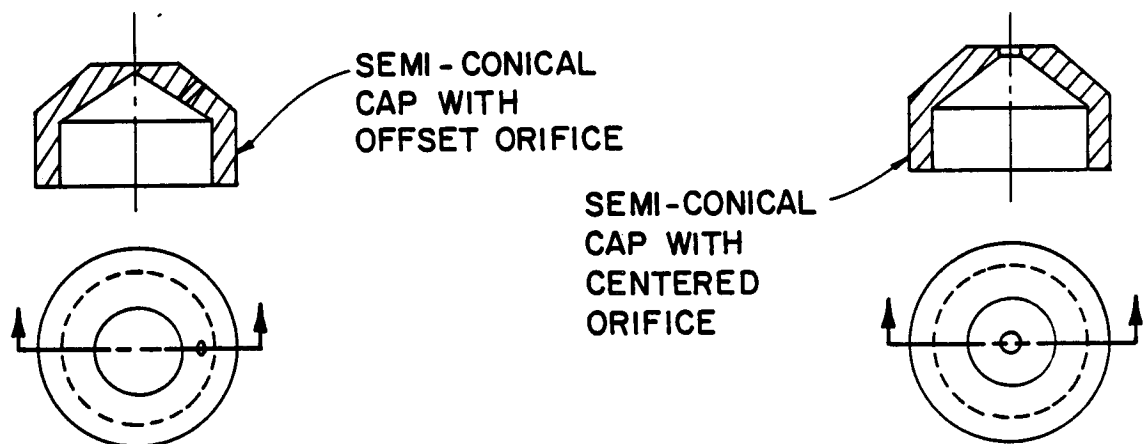 SEMI-CONICAL
CAP WITH
OFFSET ORIFICE
SEMI-CONICAL
CAP WITH
CENTERED
ORIFICE